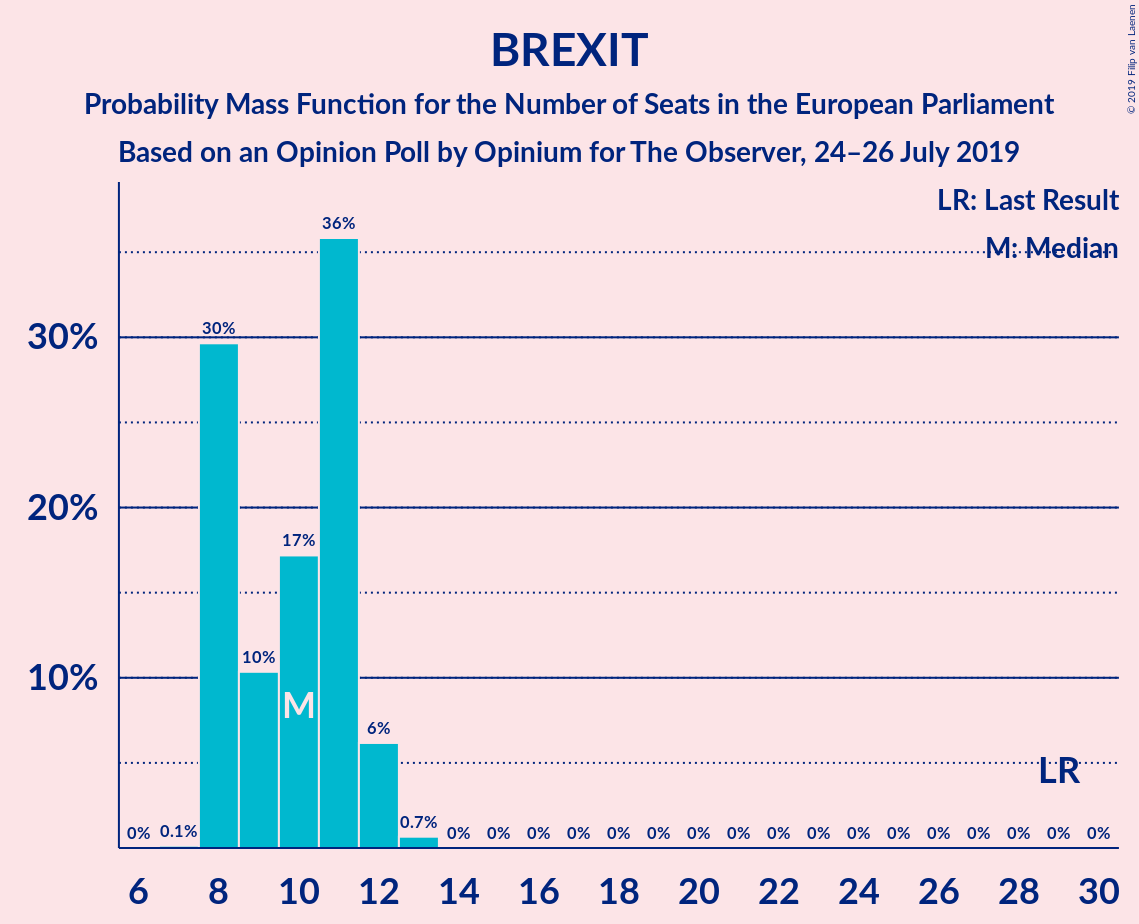 BREXIT
Probability Mass Function for the Number of Seats in the European Parliament
Based on an Opinion Poll by Opinium for The Observer, 24–26 July 2019
© 2019 Filip van Laenen
LR: Last Result
M: Median
36%
30%
30%
20%
17%
10%
10%
M
6%
LR
0% 0.1% 0.7% 0% 0% 0% 0% 0% 0% 0% 0% 0% 0% 0% 0% 0% 0% 0% 0% 0%
6 8 10 12 14 16 18 20 22 24 26 28 30